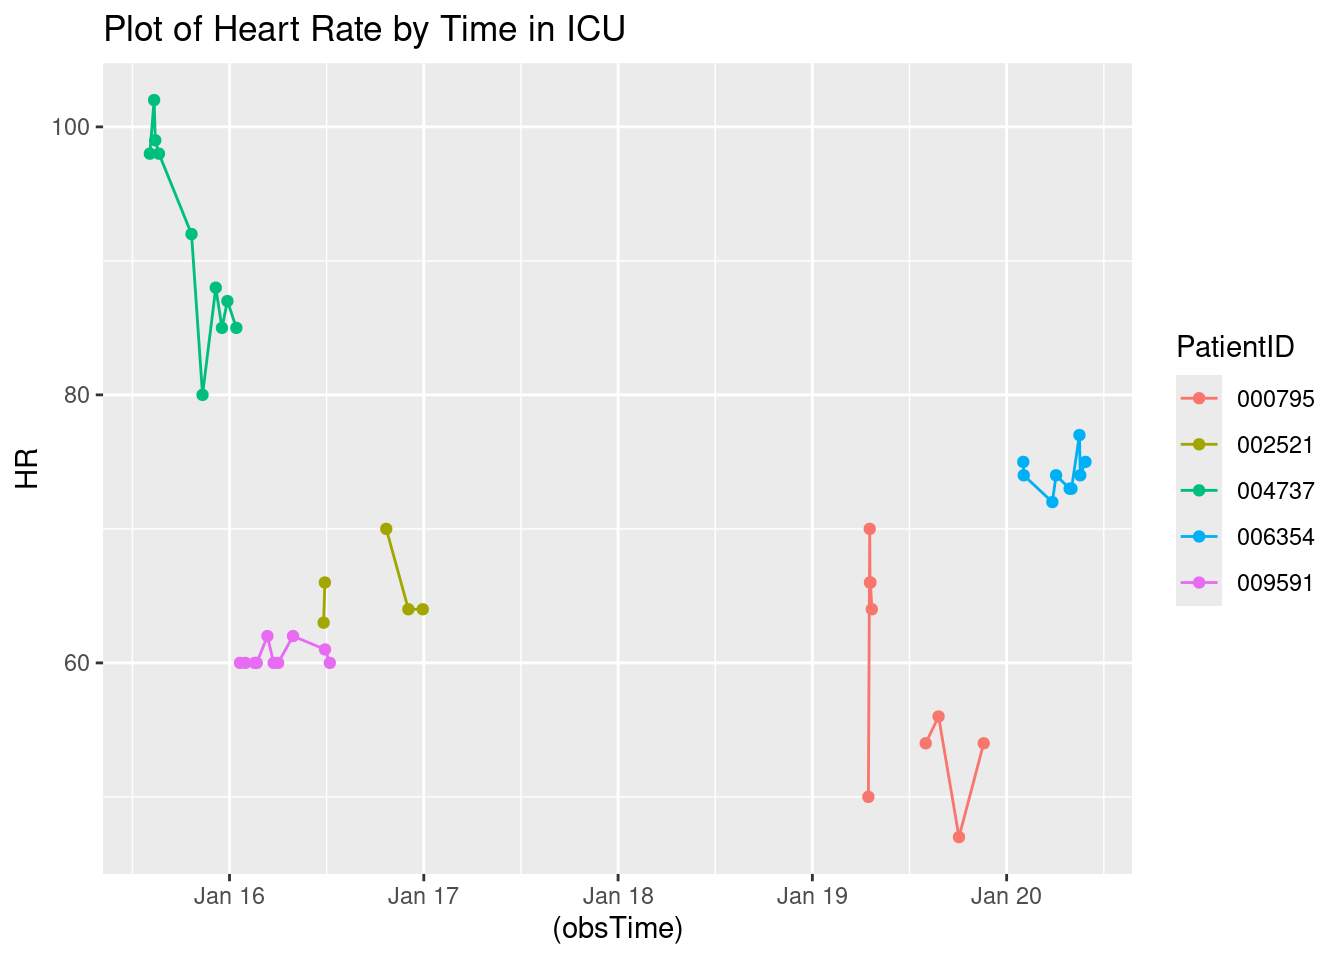 Plot of Heart Rate by Time in ICU
100
80
60
HR
Jan 16
Jan 17
Jan 18
Jan 19
Jan 20
(obsTime)
PatientID
000795
002521
004737
006354
009591